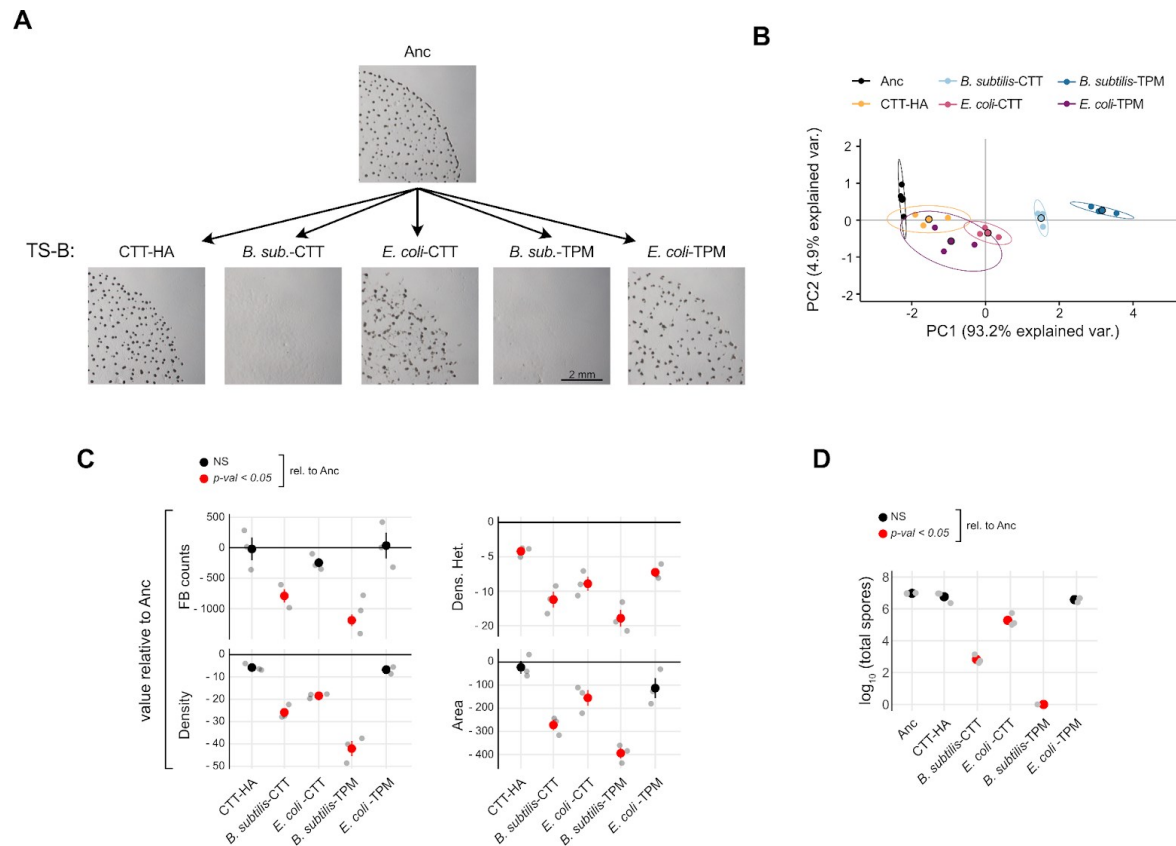 A
Anc
TS-B:
CTT-HA
B. sub.-CTT
E. coli-CTT
B. sub.-TPM
E. coli-TPM
2 mm
B
Anc
B. subtilis-CTT
B. subtilis-TPM
CTT-HA
E. coli-CTT
E. coli-TPM
PC2 (4.9% explained var.)
2
1
0
-1
-2
-2
0
2
4
PC1 (93.2% explained var.)
C
NS
p-val < 0.05
rel. to Anc
value relative to Anc
FB counts
500
0
- 500
- 1000
Dens. Het.
0
- 5
- 10
- 15
- 20
Density
0
- 10
- 20
- 30
- 40
- 50
Area
0
- 100
- 200
- 300
- 400
CTT-HA
B. subtilis-CTT
E. coli -CTT
B. subtilis-TPM
E. coli -TPM
CTT-HA
B. subtilis-CTT
E. coli -CTT
B. subtilis-TPM
E. coli -TPM
D
NS
p-val < 0.05
rel. to Anc
log10 (total spores)
8
6
4
2
0
Anc
CTT-HA
B. subtilis-CTT
E. coli -CTT
B. subtilis-TPM
E. coli -TPM